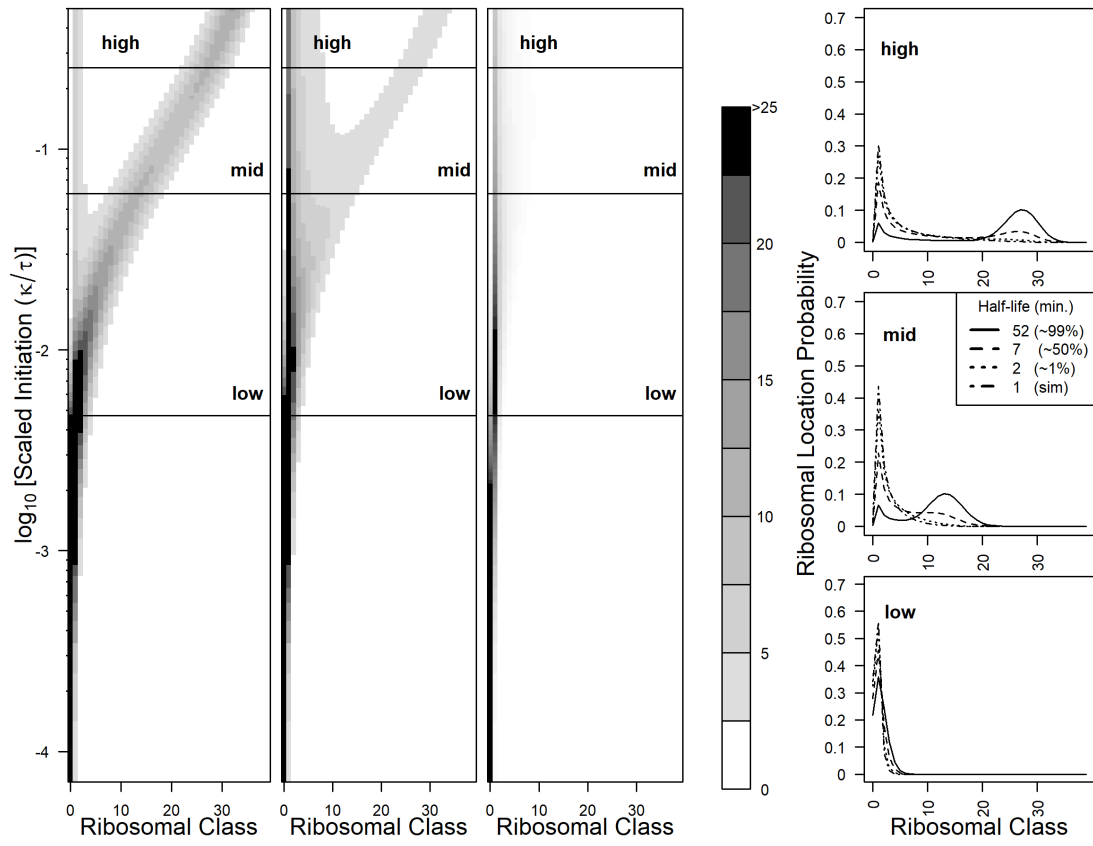 log10 [Scaled Initiation (κ/τ)]
-1
-2
-3
-4
high
mid
low
0 10 20 30
Ribosomal Class
high
mid
low
0 10 20 30
Ribosomal Class
high
mid
low
0 10 20 30
Ribosomal Class
>25
20
15
10
5
0
Ribosomal Location Probability
high
0.7
0.6
0.5
0.4
0.3
0.2
0.1
0
0 10 20 30
mid
0.7
0.6
0.5
0.4
0.3
0.2
0.1
0
Half-life (min.)
52 (~99%)
7 (~50%)
2 (~1%)
1 (sim)
0 10 20 30
low
0.7
0.6
0.5
0.4
0.3
0.2
0.1
0
0 10 20 30
Ribosomal Class